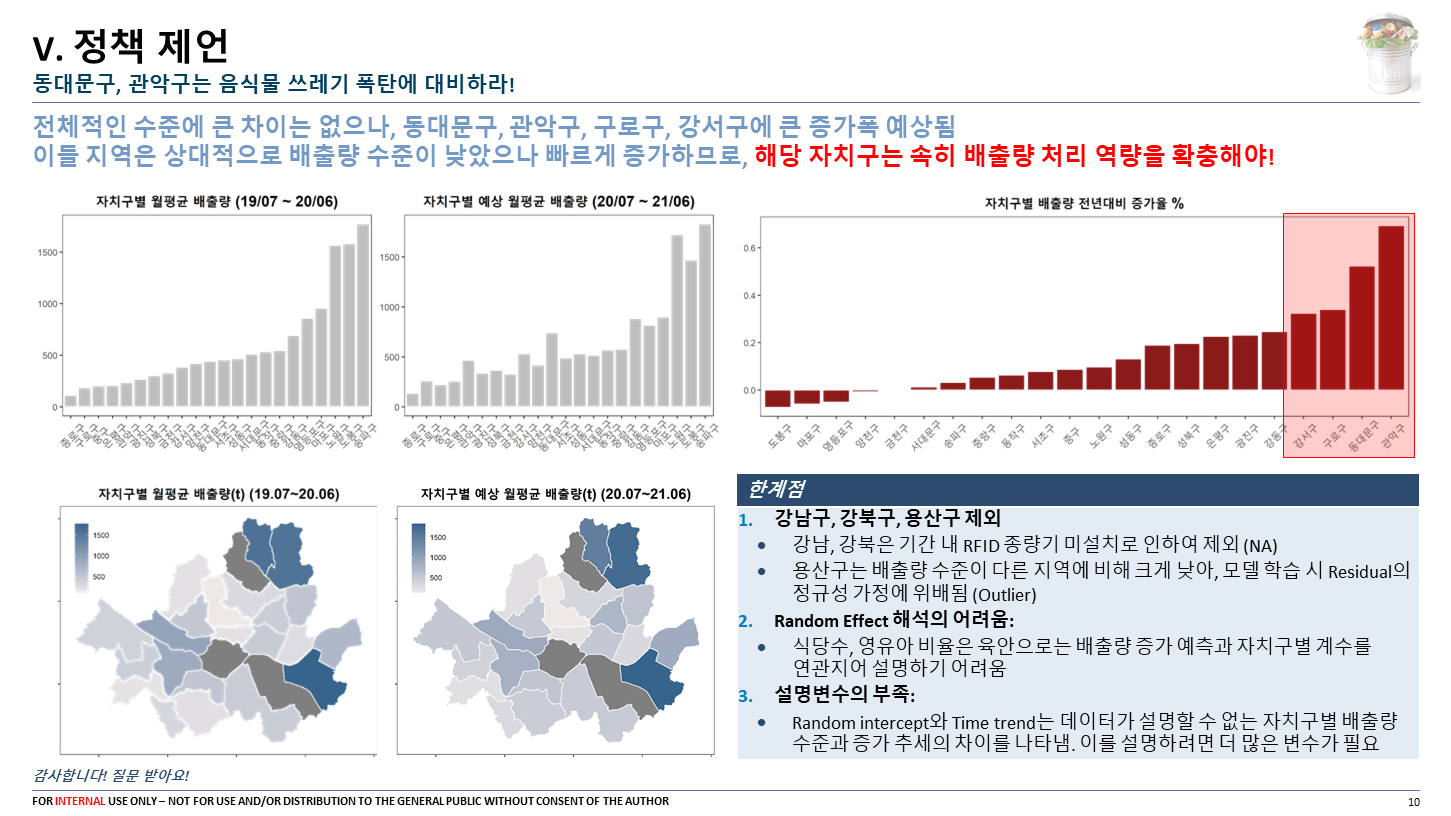 V. 정책 제언
동대문구, 관악구는 음식물 쓰레기 폭탄에 대비하라!
전체적인 수준에 큰 차이는 없으나, 동대문구, 관악구, 구로구, 강서구에 큰 증가폭 예상됨
이들 지역은 상대적으로 배출량 수준이 낮았으나 빠르게 증가하므로, 해당 자치구는 속히 배출량 처리 역량을 확충해야!
자치구별 월평균 배출량 (19/07 ~ 20/06)
1500
1000
500
0
자치구별 예상 월평균 배출량 (20/07 ~ 21/06)
1500
1000
500
0
자치구별 배출량 전년대비 증가율 %
0.6
0.4
0.2
0.0
도봉구 마포구 영등포구 양천구 금천구 서대문구 송파구 중랑구 동작구 서초구 중구 노원구 성동구 종로구 성북구 은평구 광진구 강동구 강서구 구로구 동대문구 관악구
자치구별 월평균 배출량(t) (19.07~20.06)
1500
1000
500
자치구별 예상 월평균 배출량(t) (20.07~21.06)
1500
1000
500
한계점
1. 강남구, 강북구, 용산구 제외
• 강남, 강북은 기간 내 RFID 종량기 미설치로 인하여 제외 (NA)
• 용산구는 배출량 수준이 다른 지역에 비해 크게 낮아, 모델 학습 시 Residual의
정규성 가정에 위배됨 (Outlier)
2. Random Effect 해석의 어려움:
• 식당수, 영유아 비율은 육안으로는 배출량 증가 예측과 자치구별 계수를
연관지어 설명하기 어려움
3. 설명변수의 부족:
• Random intercept와 Time trend는 데이터가 설명할 수 없는 자치구별 배출량
수준과 증가 추세의 차이를 나타냄. 이를 설명하려면 더 많은 변수가 필요
감사합니다! 질문 받아요!
FOR INTERNAL USE ONLY – NOT FOR USE AND/OR DISTRIBUTION TO THE GENERAL PUBLIC WITHOUT CONSENT OF THE AUTHOR
10